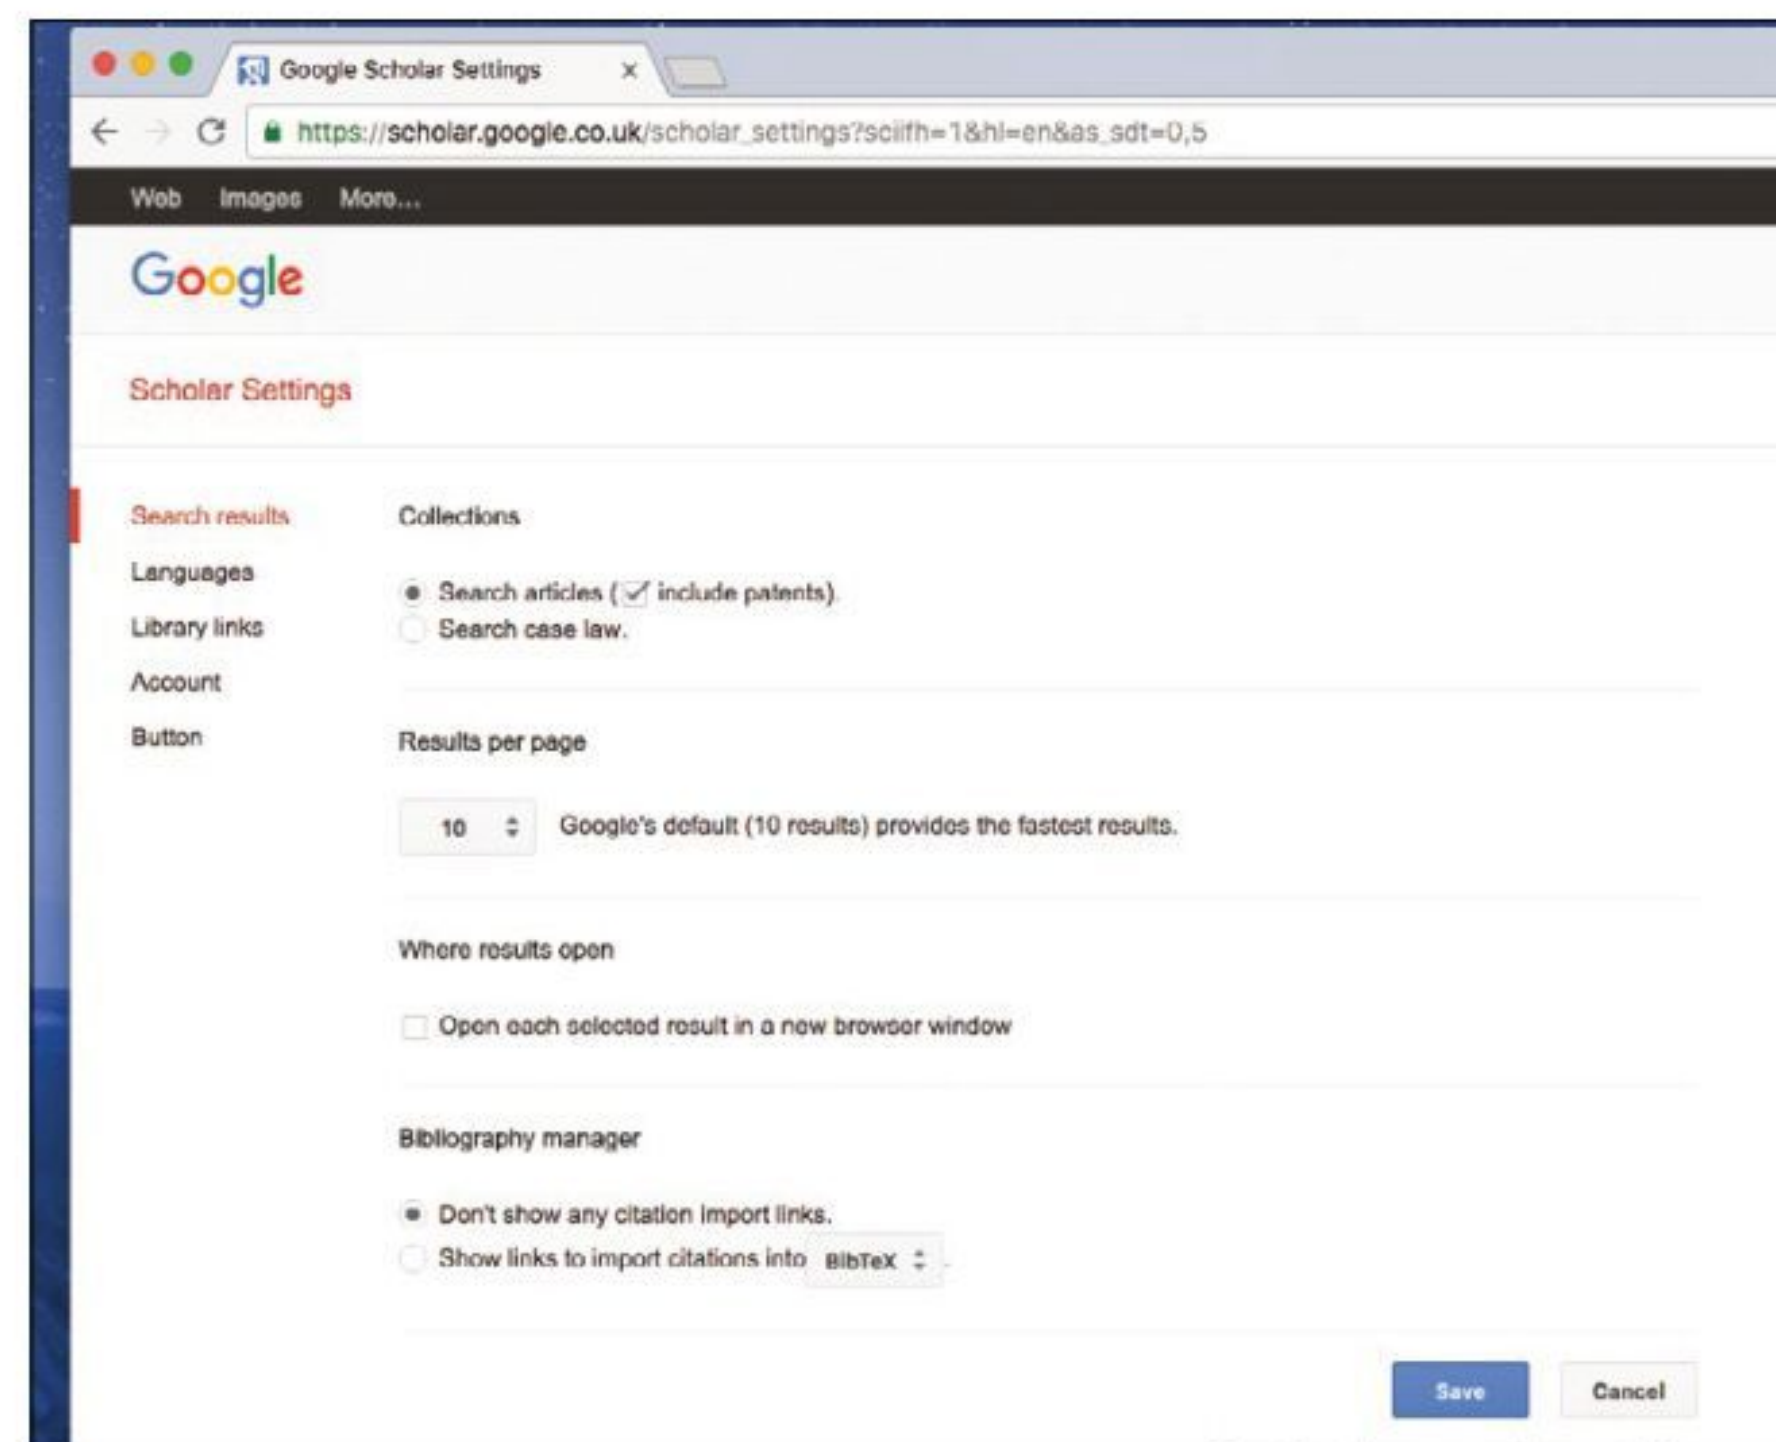 Google Scholar Settings
https://scholar.google.co.uk/scholar_settings?sciifh=1&hl=en&as_sdt=0,5
Web Images More...
Google
Scholar Settings
Search results
Languages
Library links
Account
Button
Collections
Search articles (include patents).
Search case law.
Results per page
10 Google's default (10 results) provides the fastest results.
Where results open
Open each selected result in a new browser window
Bibliography manager
Don't show any citation import links.
Show links to import citations into BibTeX .
Save Cancel